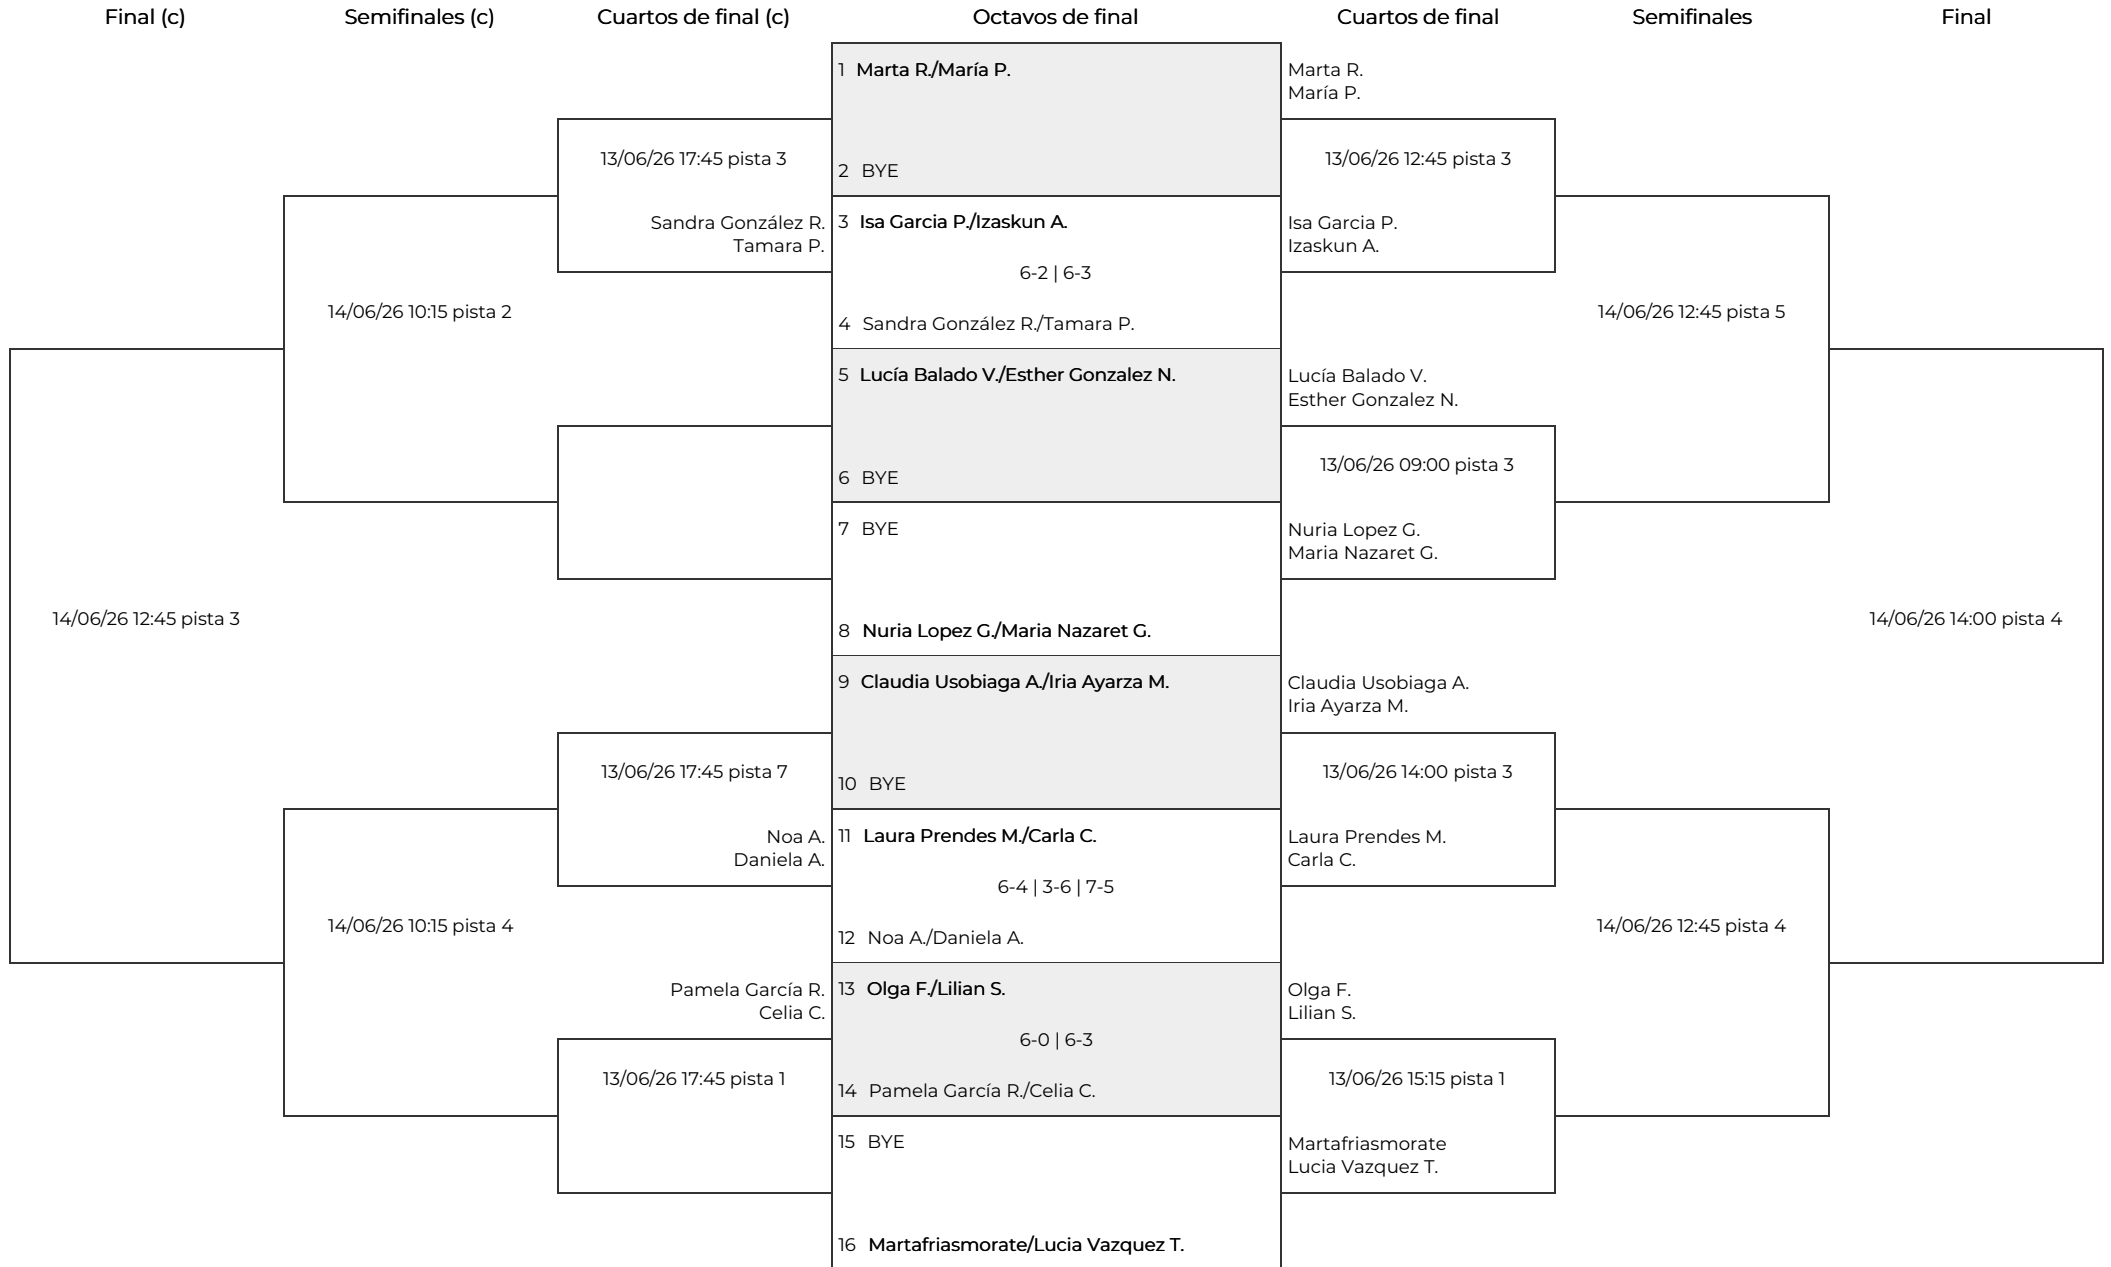 Final (c)
Semifinales (c)
Cuartos de final (c)
Octavos de final
Cuartos de final
Semifinales
Final
1 Marta R./María P.
Marta R.
María P.
13/06/26 17:45 pista 3
2 BYE
13/06/26 12:45 pista 3
Sandra González R.
Tamara P.
3 Isa Garcia P./Izaskun A.
6-2 | 6-3
Isa Garcia P.
Izaskun A.
14/06/26 10:15 pista 2
4 Sandra González R./Tamara P.
14/06/26 12:45 pista 5
5 Lucía Balado V./Esther Gonzalez N.
Lucía Balado V.
Esther Gonzalez N.
6 BYE
13/06/26 09:00 pista 3
7 BYE
Nuria Lopez G.
Maria Nazaret G.
14/06/26 12:45 pista 3
8 Nuria Lopez G./Maria Nazaret G.
14/06/26 14:00 pista 4
9 Claudia Usobiaga A./Iria Ayarza M.
Claudia Usobiaga A.
Iria Ayarza M.
13/06/26 17:45 pista 7
10 BYE
13/06/26 14:00 pista 3
Noa A.
Daniela A.
11 Laura Prendes M./Carla C.
6-4 | 3-6 | 7-5
Laura Prendes M.
Carla C.
14/06/26 10:15 pista 4
12 Noa A./Daniela A.
14/06/26 12:45 pista 4
Pamela García R.
Celia C.
13 Olga F./Lilian S.
6-0 | 6-3
Olga F.
Lilian S.
13/06/26 17:45 pista 1
14 Pamela García R./Celia C.
13/06/26 15:15 pista 1
15 BYE
Martafriasmorate
Lucia Vazquez T.
16 Martafriasmorate/Lucia Vazquez T.